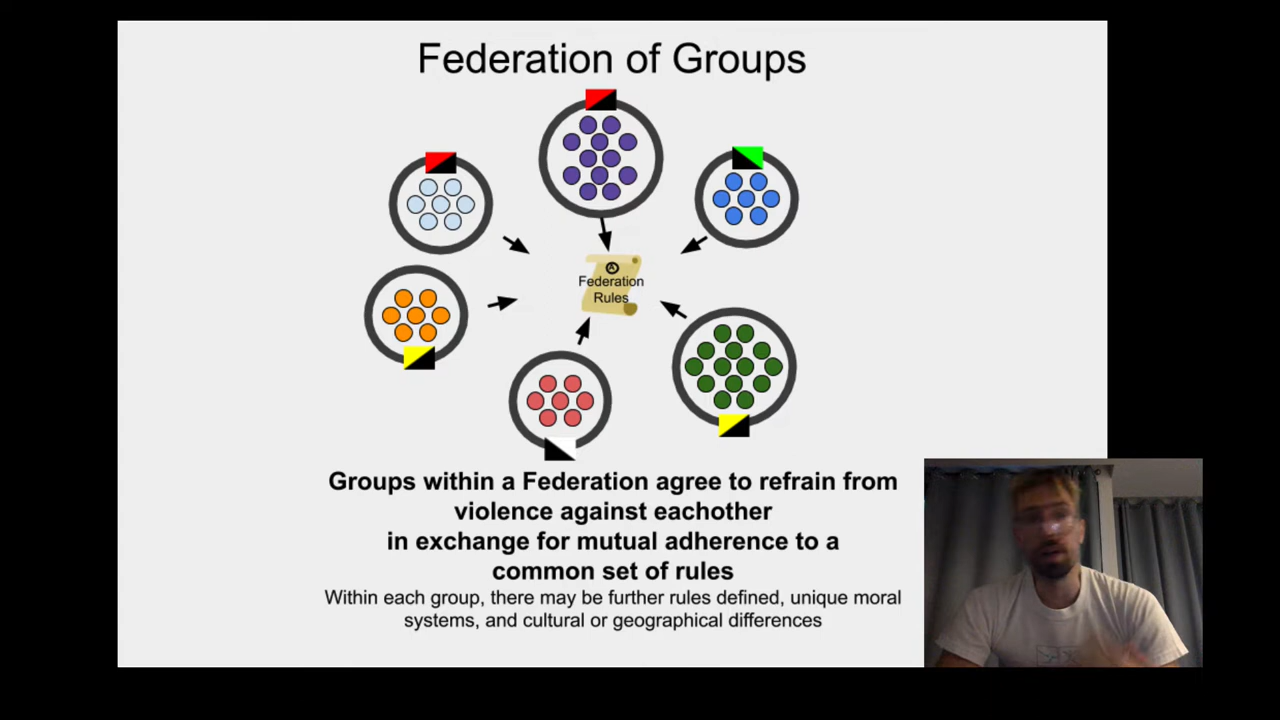 Federation of Groups
A
Federation
Rules
Groups within a Federation agree to refrain from
violence against eachother
in exchange for mutual adherence to a
common set of rules
Within each group, there may be further rules defined, unique moral
systems, and cultural or geographical differences